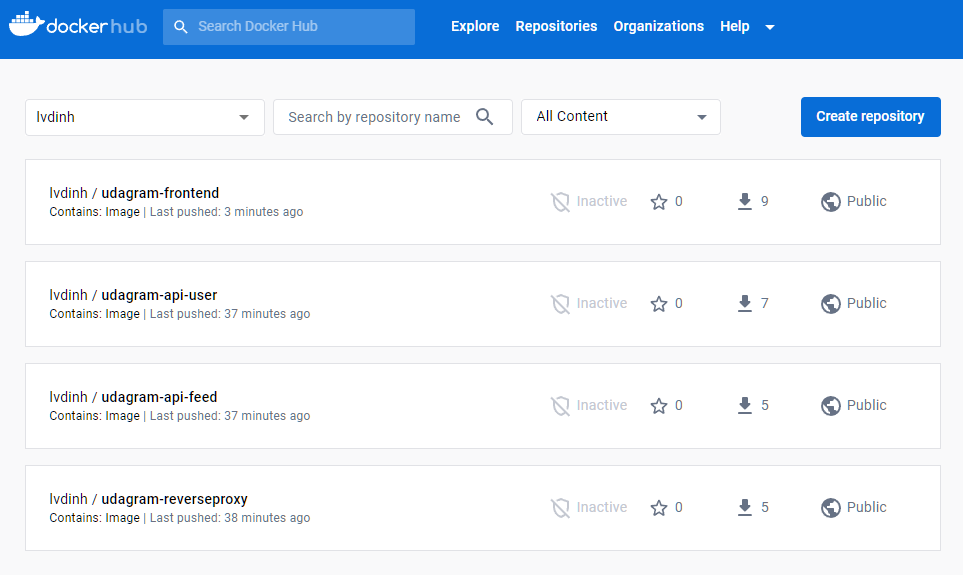 dockerhub Search Docker Hub Explore Repositories Organizations Help
lvdinh Search by repository name All Content Create repository
lvdinh / udagram-frontend
Contains: Image | Last pushed: 3 minutes ago
Inactive 0 9 Public
lvdinh / udagram-api-user
Contains: Image | Last pushed: 37 minutes ago
Inactive 0 7 Public
lvdinh / udagram-api-feed
Contains: Image | Last pushed: 37 minutes ago
Inactive 0 5 Public
lvdinh / udagram-reverseproxy
Contains: Image | Last pushed: 38 minutes ago
Inactive 0 5 Public